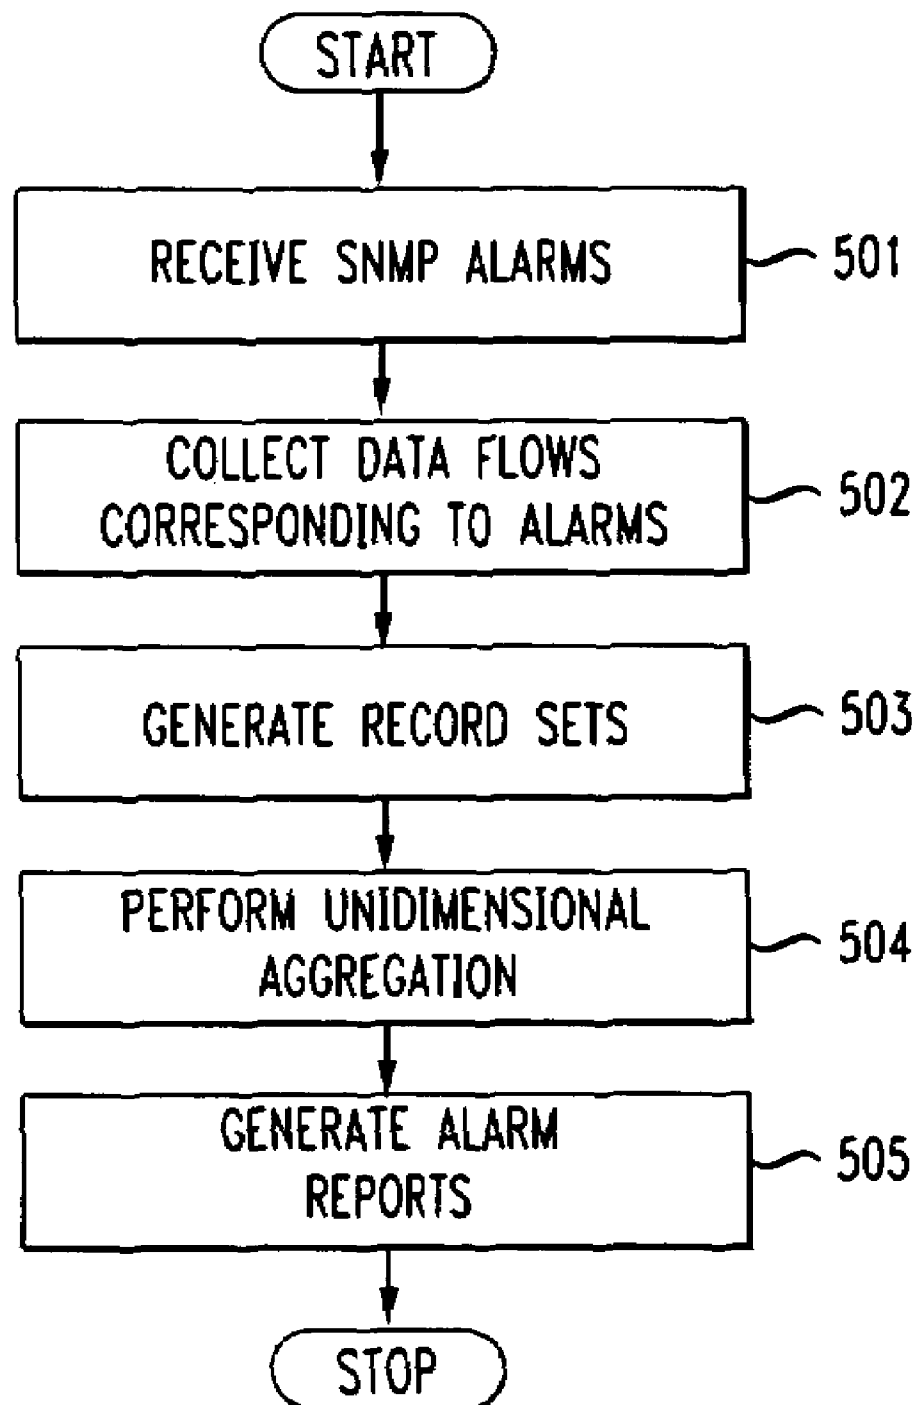 START
RECEIVE SNMP ALARMS
501
COLLECT DATA FLOWS
CORRESPONDING TO ALARMS
502
GENERATE RECORD SETS
503
PERFORM UNIDIMENSIONAL
AGGREGATION
504
GENERATE ALARM
REPORTS
505
STOP